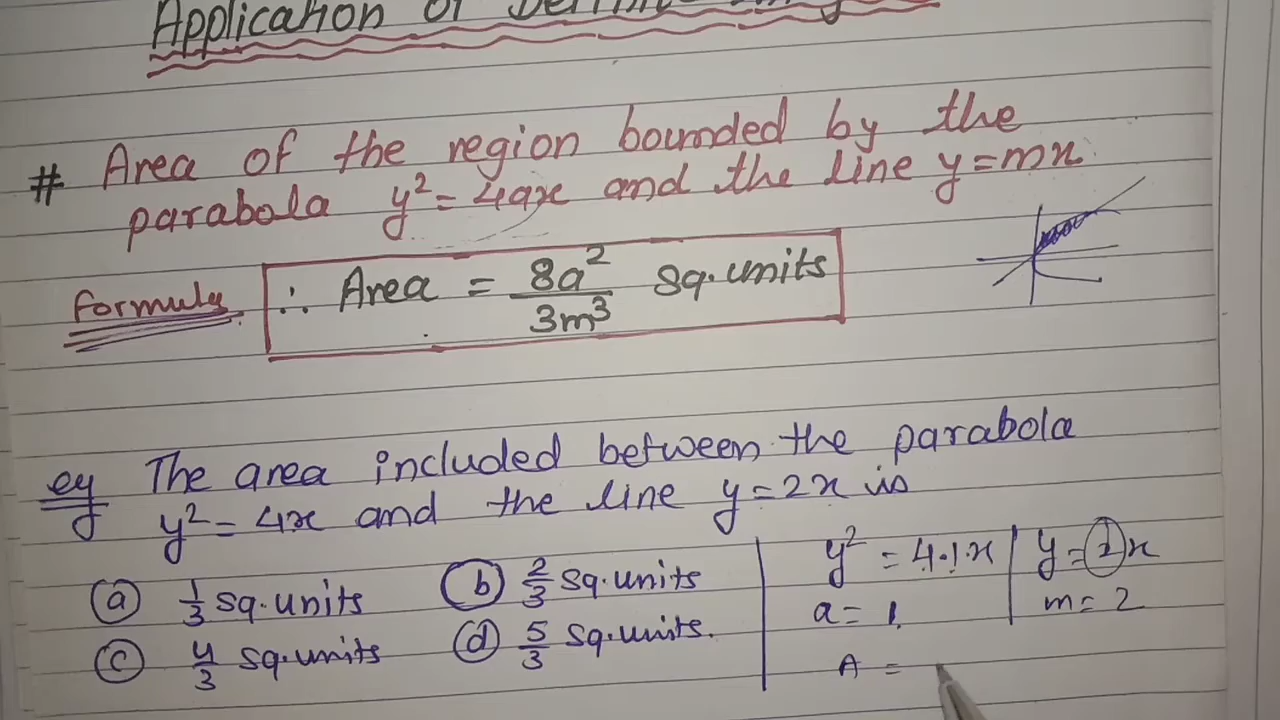 Application of
# Area of the region bounded by the
parabola y² = 4ax and the line y=mx.
formula ∴ Area = 8a²/3m³ sq. units
eg The area included between the parabola
y² = 4x and the line y=2x is
(a) 1/3 sq. units (b) 2/3 sq. units
(c) 4/3 sq. units (d) 5/3 sq. units.
y² = 4·1·x | y = 2x
a = 1. | m = 2
A =